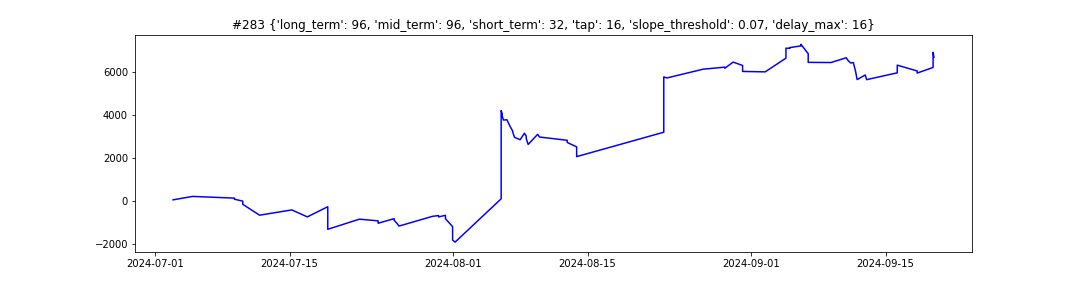 #283 {'long_term': 96, 'mid_term': 96, 'short_term': 32, 'tap': 16, 'slope_threshold': 0.07, 'delay_max': 16}
6000
4000
2000
0
−2000
2024-07-01 2024-07-15 2024-08-01 2024-08-15 2024-09-01 2024-09-15